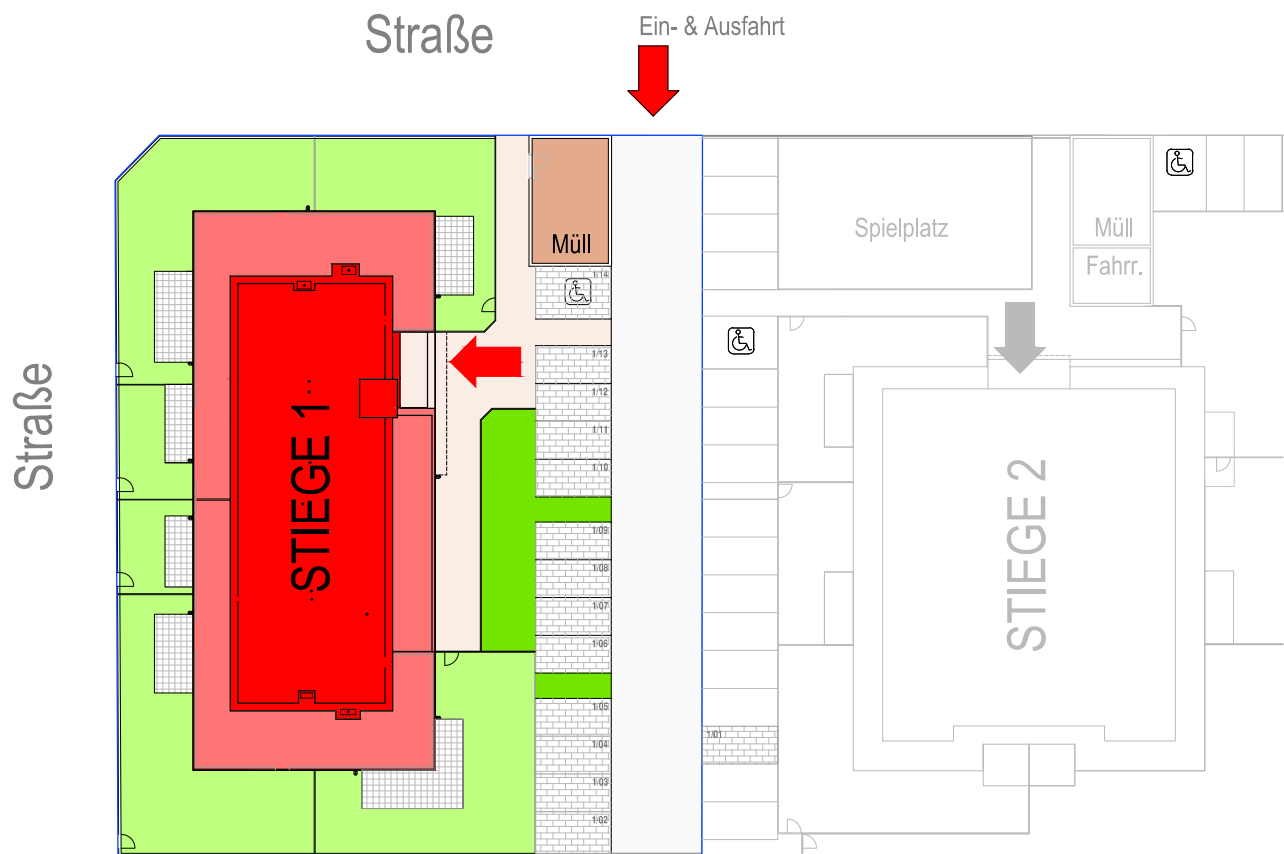 Straße
Ein- & Ausfahrt
Straße
Müll
1/14
1/13
1/12
1/11
1/10
1/09
1/08
1/07
1/06
1/05
1/04
1/03
1/02
STIEGE 1
1/01
Spielplatz
Müll
Fahrr.
STIEGE 2